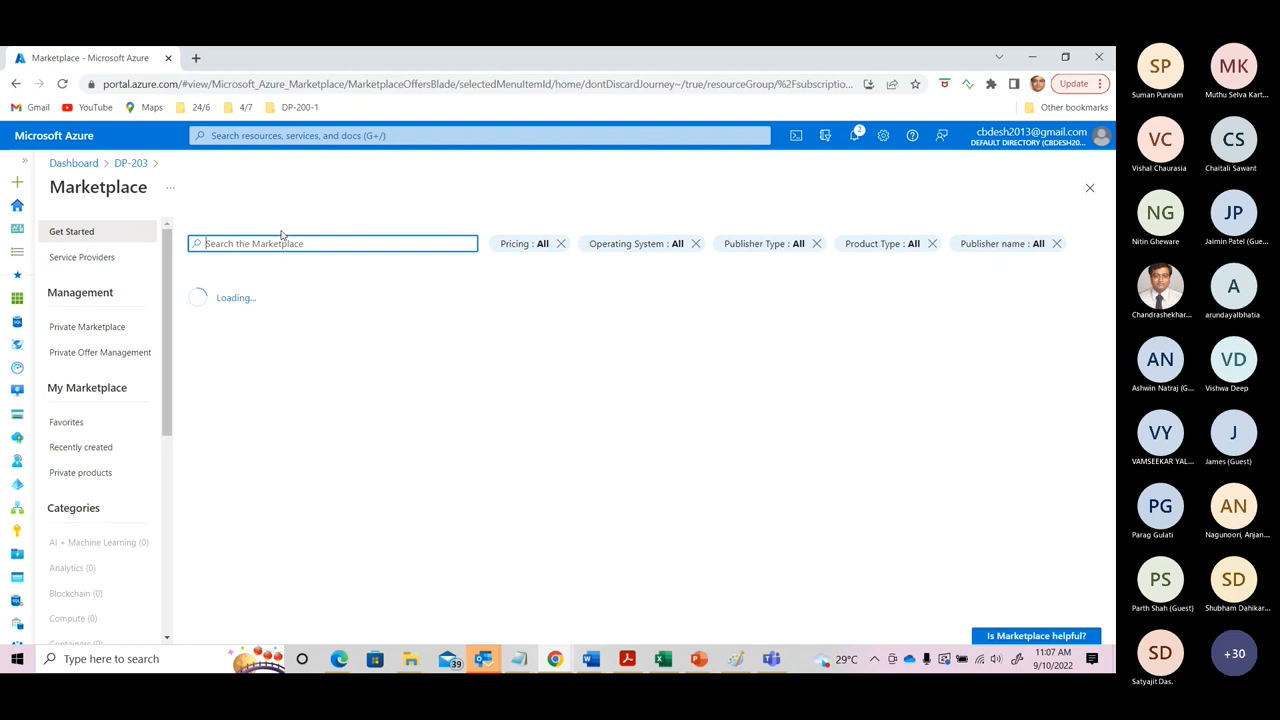 Marketplace - Microsoft Azure
portal.azure.com/#view/Microsoft_Azure_Marketplace/MarketplaceOffersBlade/selectedMenuItemId/home/dontDiscardJourney~/true/resourceGroup/%2Fsubscriptio...
Update
Gmail YouTube Maps 24/6 4/7 DP-200-1 Other bookmarks
Microsoft Azure
Search resources, services, and docs (G+/)
2
cbdesh2013@gmail.com
DEFAULT DIRECTORY (CBDESH20...
Dashboard > DP-203 >
Marketplace ...
Get Started
Service Providers
Management
Private Marketplace
Private Offer Management
My Marketplace
Favorites
Recently created
Private products
Categories
AI + Machine Learning (0)
Analytics (0)
Blockchain (0)
Compute (0)
Containers (0)
Search the Marketplace
Pricing : All
Operating System : All
Publisher Type : All
Product Type : All
Publisher name : All
Loading...
Is Marketplace helpful?
Type here to search
39
29°C
11:07 AM
9/10/2022
SP
Suman Punnam
MK
Muthu Selva Kart...
VC
Vishal Chaurasia
CS
Chaitali Sawant
NG
Nitin Gheware
JP
Jaimin Patel (Gue...
Chandrashekhar...
A
arundayalbhatia
AN
Ashwin Natraj (G...
VD
Vishwa Deep
VY
VAMSEEKAR YAL...
J
James (Guest)
PG
Parag Gulati
AN
Nagunoori, Anjan...
PS
Parth Shah (Guest)
SD
Shubham Dahikar...
SD
Satyajit Das.
+30